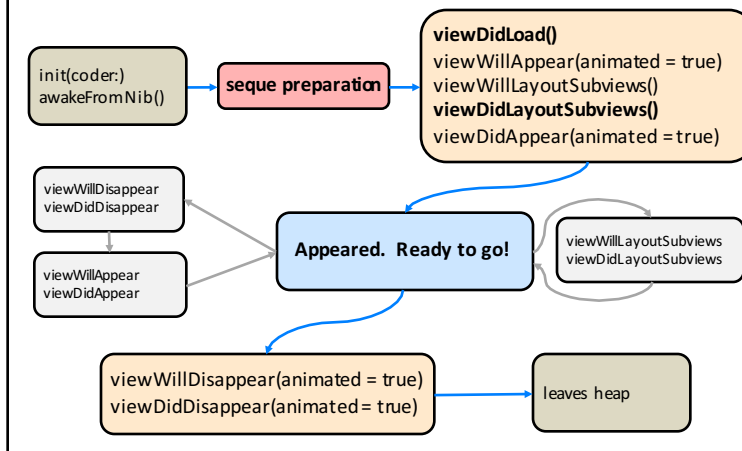 init(coder:)
awakeFromNib()
seque preparation
viewDidLoad()
viewWillAppear(animated = true)
viewWillLayoutSubviews()
viewDidLayoutSubviews()
viewDidAppear(animated = true)
viewWillDisappear
viewDidDisappear
viewWillAppear
viewDidAppear
Appeared. Ready to go!
viewWillLayoutSubviews
viewDidLayoutSubviews
viewWillDisappear(animated = true)
viewDidDisappear(animated = true)
leaves heap